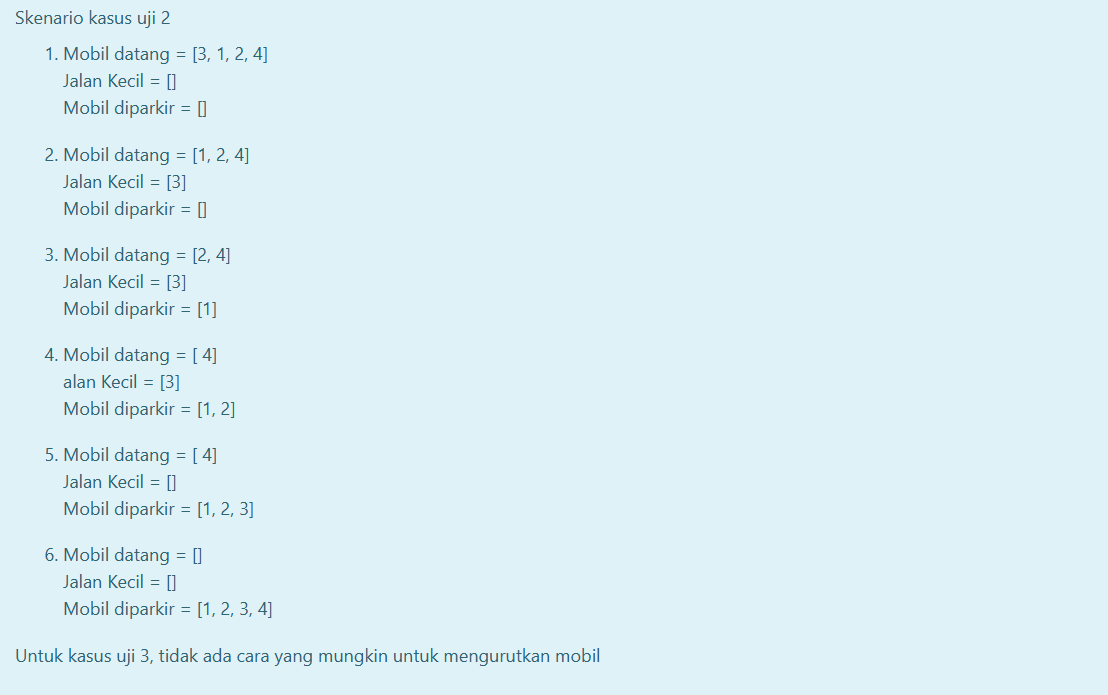 Skenario kasus uji 2
1. Mobil datang = [3, 1, 2, 4]
Jalan Kecil = []
Mobil diparkir = []
2. Mobil datang = [1, 2, 4]
Jalan Kecil = [3]
Mobil diparkir = []
3. Mobil datang = [2, 4]
Jalan Kecil = [3]
Mobil diparkir = [1]
4. Mobil datang = [ 4]
alan Kecil = [3]
Mobil diparkir = [1, 2]
5. Mobil datang = [ 4]
Jalan Kecil = []
Mobil diparkir = [1, 2, 3]
6. Mobil datang = []
Jalan Kecil = []
Mobil diparkir = [1, 2, 3, 4]
Untuk kasus uji 3, tidak ada cara yang mungkin untuk mengurutkan mobil